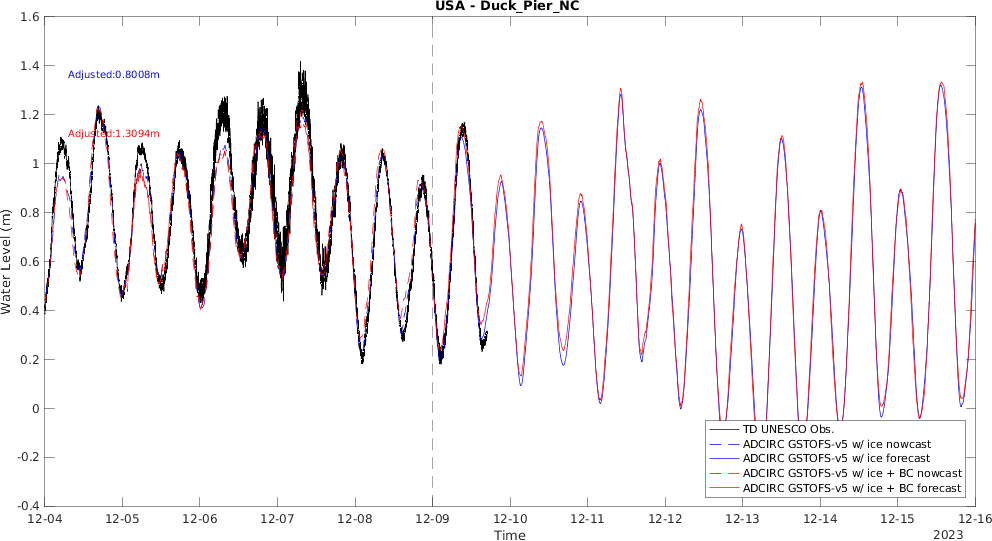 USA - Duck_Pier_NC
1.6
1.4
1.2
1
0.8
0.6
0.4
0.2
0
-0.2
-0.4
Water Level (m)
Adjusted:0.8008m
Adjusted:1.3094m
TD UNESCO Obs.
ADCIRC GSTOFS-v5 w/ ice nowcast
ADCIRC GSTOFS-v5 w/ ice forecast
ADCIRC GSTOFS-v5 w/ ice + BC nowcast
ADCIRC GSTOFS-v5 w/ ice + BC forecast
12-04 12-05 12-06 12-07 12-08 12-09 12-10 12-11 12-12 12-13 12-14 12-15 12-16
Time
2023